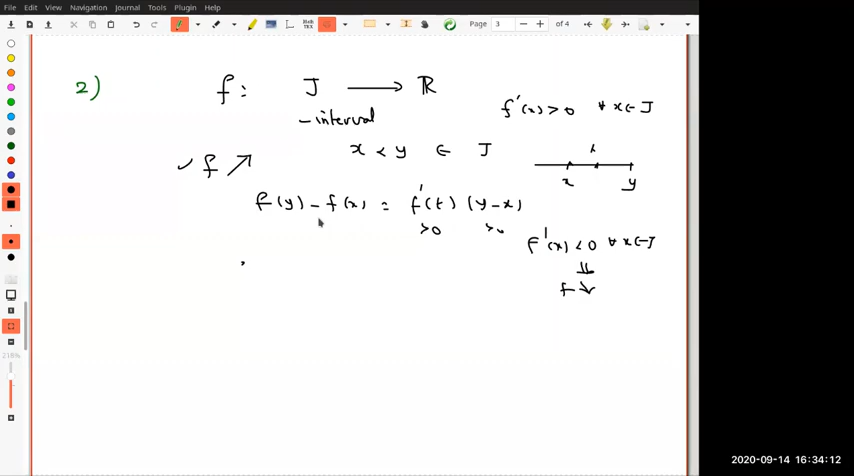 File Edit View Navigation Journal Tools Plugin Help
Page 3 of 4
2) f : J → ℝ
- interval
f'(x) > 0 ∀ x ∈ J
x < y ∈ J
✓ f ↗
x y
f(y) - f(x) = f'(t) (y-x)
>0 >0
f'(x) < 0 ∀ x ∈ J
⇓
f ↘
218%
2020-09-14 16:34:12